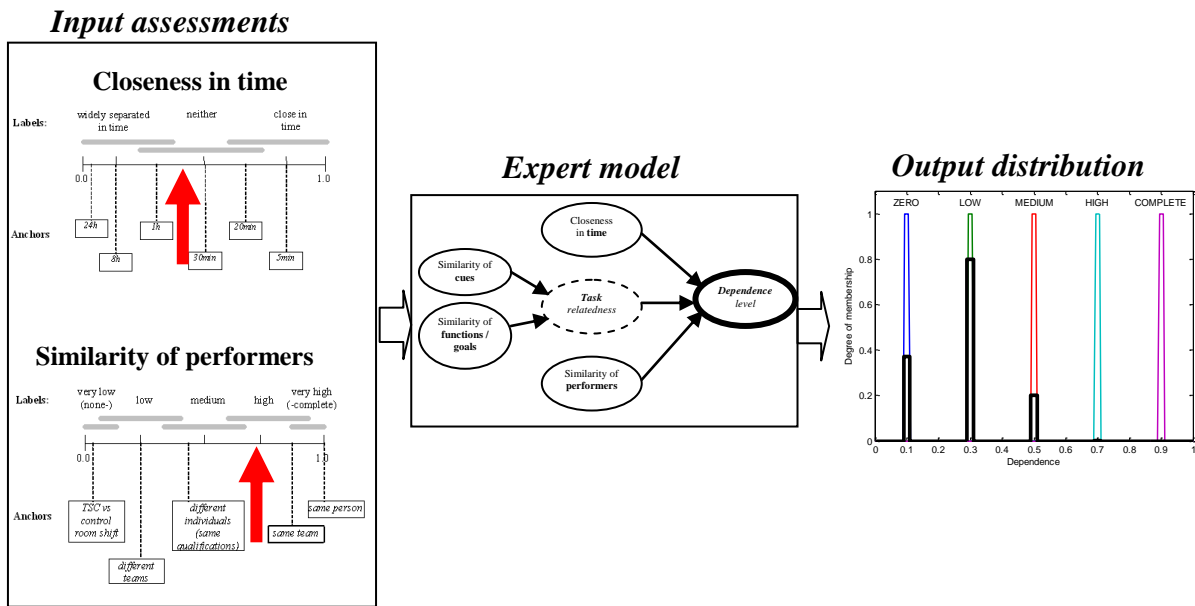 Input assessments
Closeness in time
Labels:
widely separated
in time
neither
close in
time
0.0
1.0
Anchors
24h
8h
1h
30min
20min
5min
Similarity of performers
Labels:
very low
(none-)
low
medium
high
very high
(-complete)
0.0
1.0
Anchors
TSC vs
control
room shift
different
teams
different
individuals
(same
qualifications)
same team
same person
Expert model
Closeness
in time
Similarity of
cues
Similarity of
functions /
goals
Task
relatedness
Dependence
level
Similarity of
performers
Output distribution
ZERO
LOW
MEDIUM
HIGH
COMPLETE
Degree of membership
1
0.8
0.6
0.4
0.2
0
0
0.1
0.2
0.3
0.4
0.5
0.6
0.7
0.8
0.9
1
Dependence